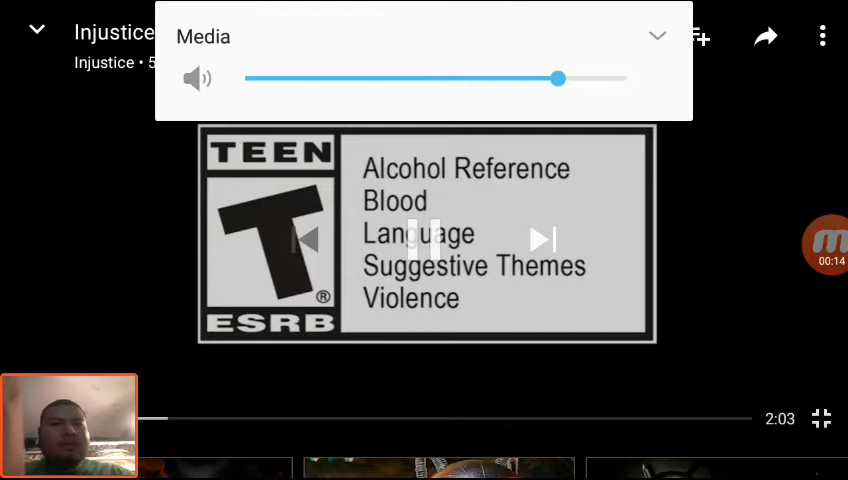 Injustice
Media
Injustice • 5
TEEN
T
®
ESRB
Alcohol Reference
Blood
Language
Suggestive Themes
Violence
00:14
2:03